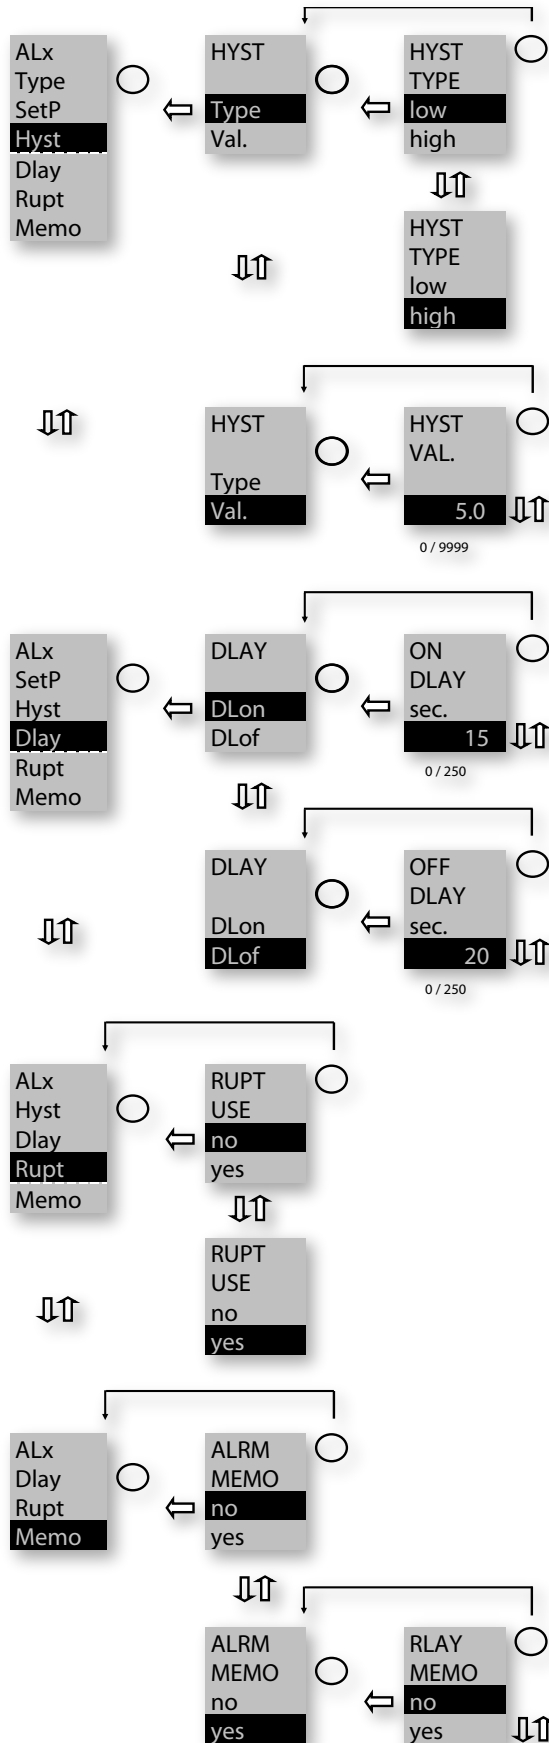 ALx
Type
SetP
Hyst
Dlay
Rupt
Memo
HYST
Type
Val.
HYST
TYPE
low
high
HYST
TYPE
low
high
HYST
Type
Val.
HYST
VAL.
5.0
0 / 9999
ALx
SetP
Hyst
Dlay
Rupt
Memo
DLAY
DLon
DLof
ON
DLAY
sec.
15
0 / 250
DLAY
DLon
DLof
OFF
DLAY
sec.
20
0 / 250
ALx
Hyst
Dlay
Rupt
Memo
RUPT
USE
no
yes
RUPT
USE
no
yes
ALx
Dlay
Rupt
Memo
ALRM
MEMO
no
yes
ALRM
MEMO
no
yes
RLAY
MEMO
no
yes